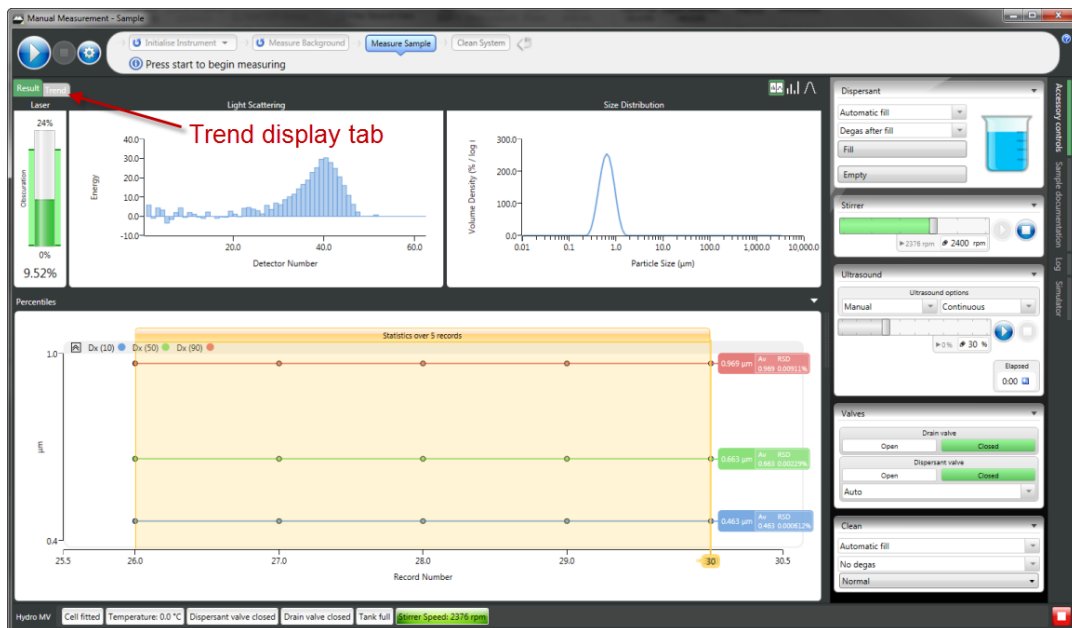 Manual Measurement - Sample
Initialise Instrument
Measure Background
Measure Sample
Clean System
Press start to begin measuring
Result
Trend
Trend display tab
Laser
24%
Obscuration
0%
9.52%
Light Scattering
Energy
40.0
30.0
20.0
10.0
0.0
-10.0
20.0
40.0
60.0
Detector Number
Size Distribution
Volume Density (% / log
300.0
200.0
100.0
0.0
0.01
0.1
1.0
10.0
100.0
1,000.0
10,000.0
Particle Size (µm)
Percentiles
Statistics over 5 records
Dx (10)
Dx (50)
Dx (90)
1.0
µm
0.4
0.969 µm
Av RSD
0.969 0.00911%
0.663 µm
Av RSD
0.663 0.00229%
0.463 µm
Av RSD
0.463 0.000612%
25.5
26.0
27.0
28.0
29.0
30
30.5
Record Number
Dispersant
Automatic fill
Degas after fill
Fill
Empty
Stirrer
2376 rpm
2400 rpm
Ultrasound
Ultrasound options
Manual
Continuous
0 %
30 %
Elapsed
0:00
Valves
Drain valve
Open
Closed
Dispersant valve
Open
Closed
Auto
Clean
Automatic fill
No degas
Normal
Accessory controls
Sample documentation
Log
Simulator
Hydro MV
Cell fitted
Temperature: 0.0 °C
Dispersant valve closed
Drain valve closed
Tank full
Stirrer Speed: 2376 rpm